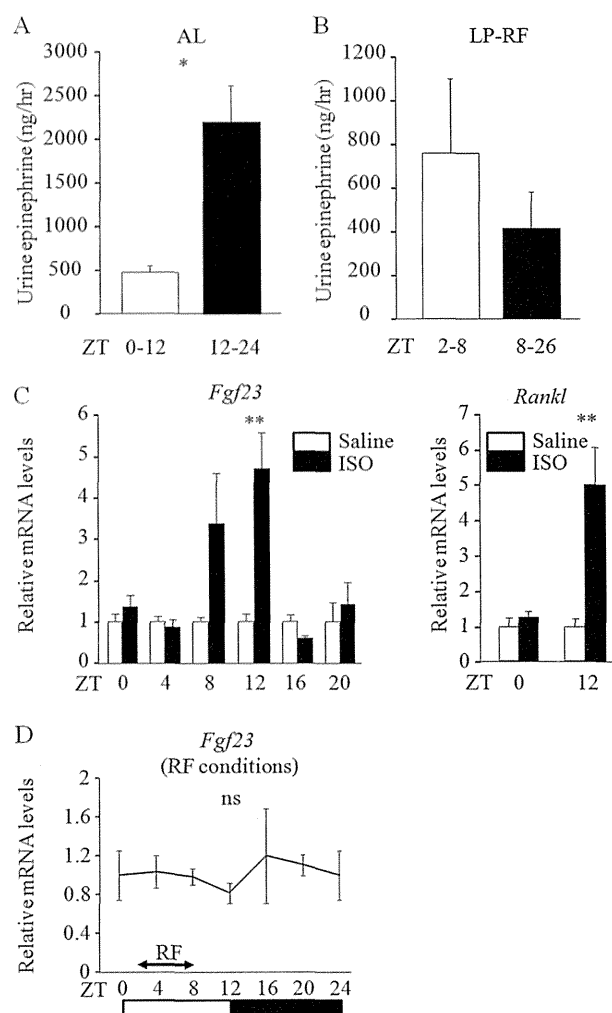 A
AL
Urine epinephrine (ng/hr)
3000
2500
2000
1500
1000
500
0
*
ZT 0-12 12-24
B
LP-RF
Urine epinephrine (ng/hr)
1200
1000
800
600
400
200
0
ZT 2-8 8-26
C
Fgf23
Relative mRNA levels
6
5
4
3
2
1
0
**
Saline
ISO
ZT 0 4 8 12 16 20
Rankl
Relative mRNA levels
7
6
5
4
3
2
1
0
**
Saline
ISO
ZT 0 12
D
Fgf23
(RF conditions)
Relative mRNA levels
2
1.6
1.2
0.8
0.4
0
ns
RF
ZT 0 4 8 12 16 20 24